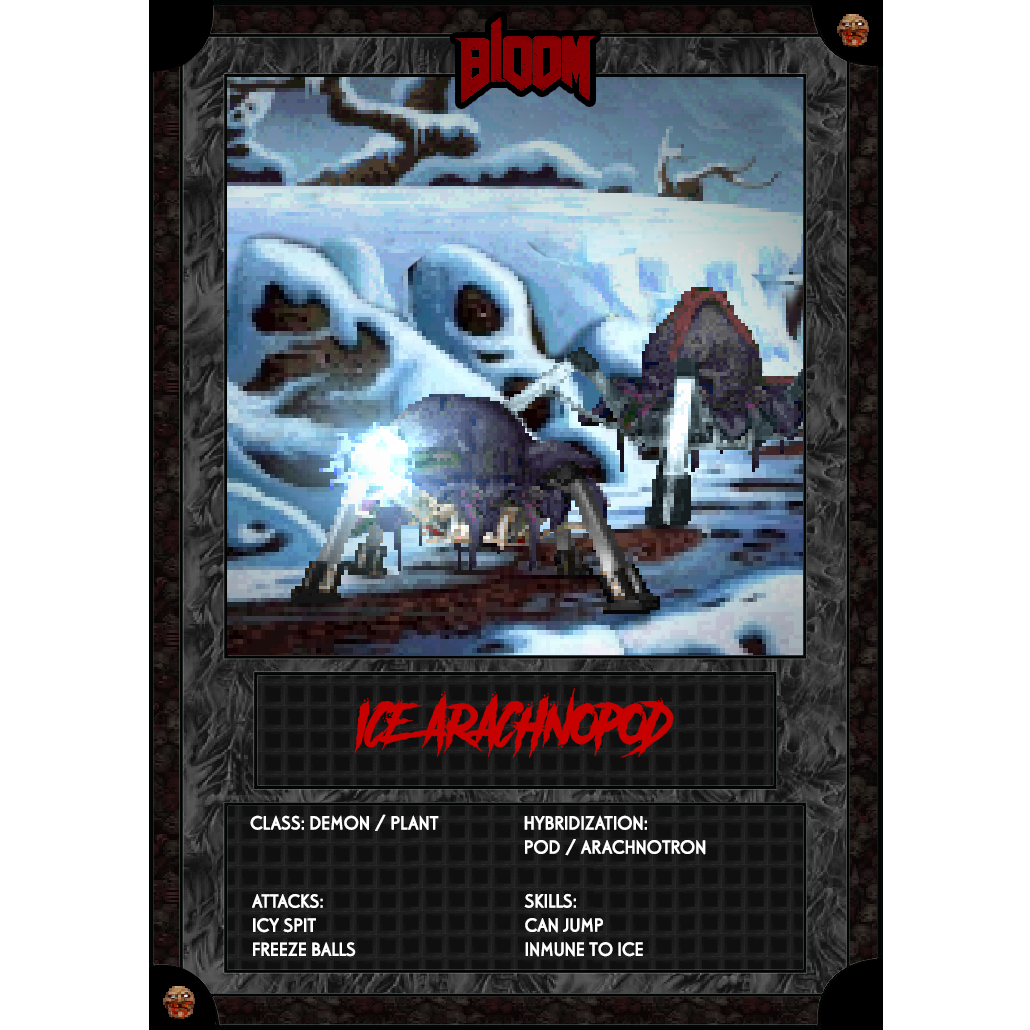 BLOOM
ICE ARACHNOPOD
CLASS: DEMON / PLANT
HYBRIDIZATION:
POD / ARACHNOTRON
ATTACKS:
ICY SPIT
FREEZE BALLS
SKILLS:
CAN JUMP
INMUNE TO ICE